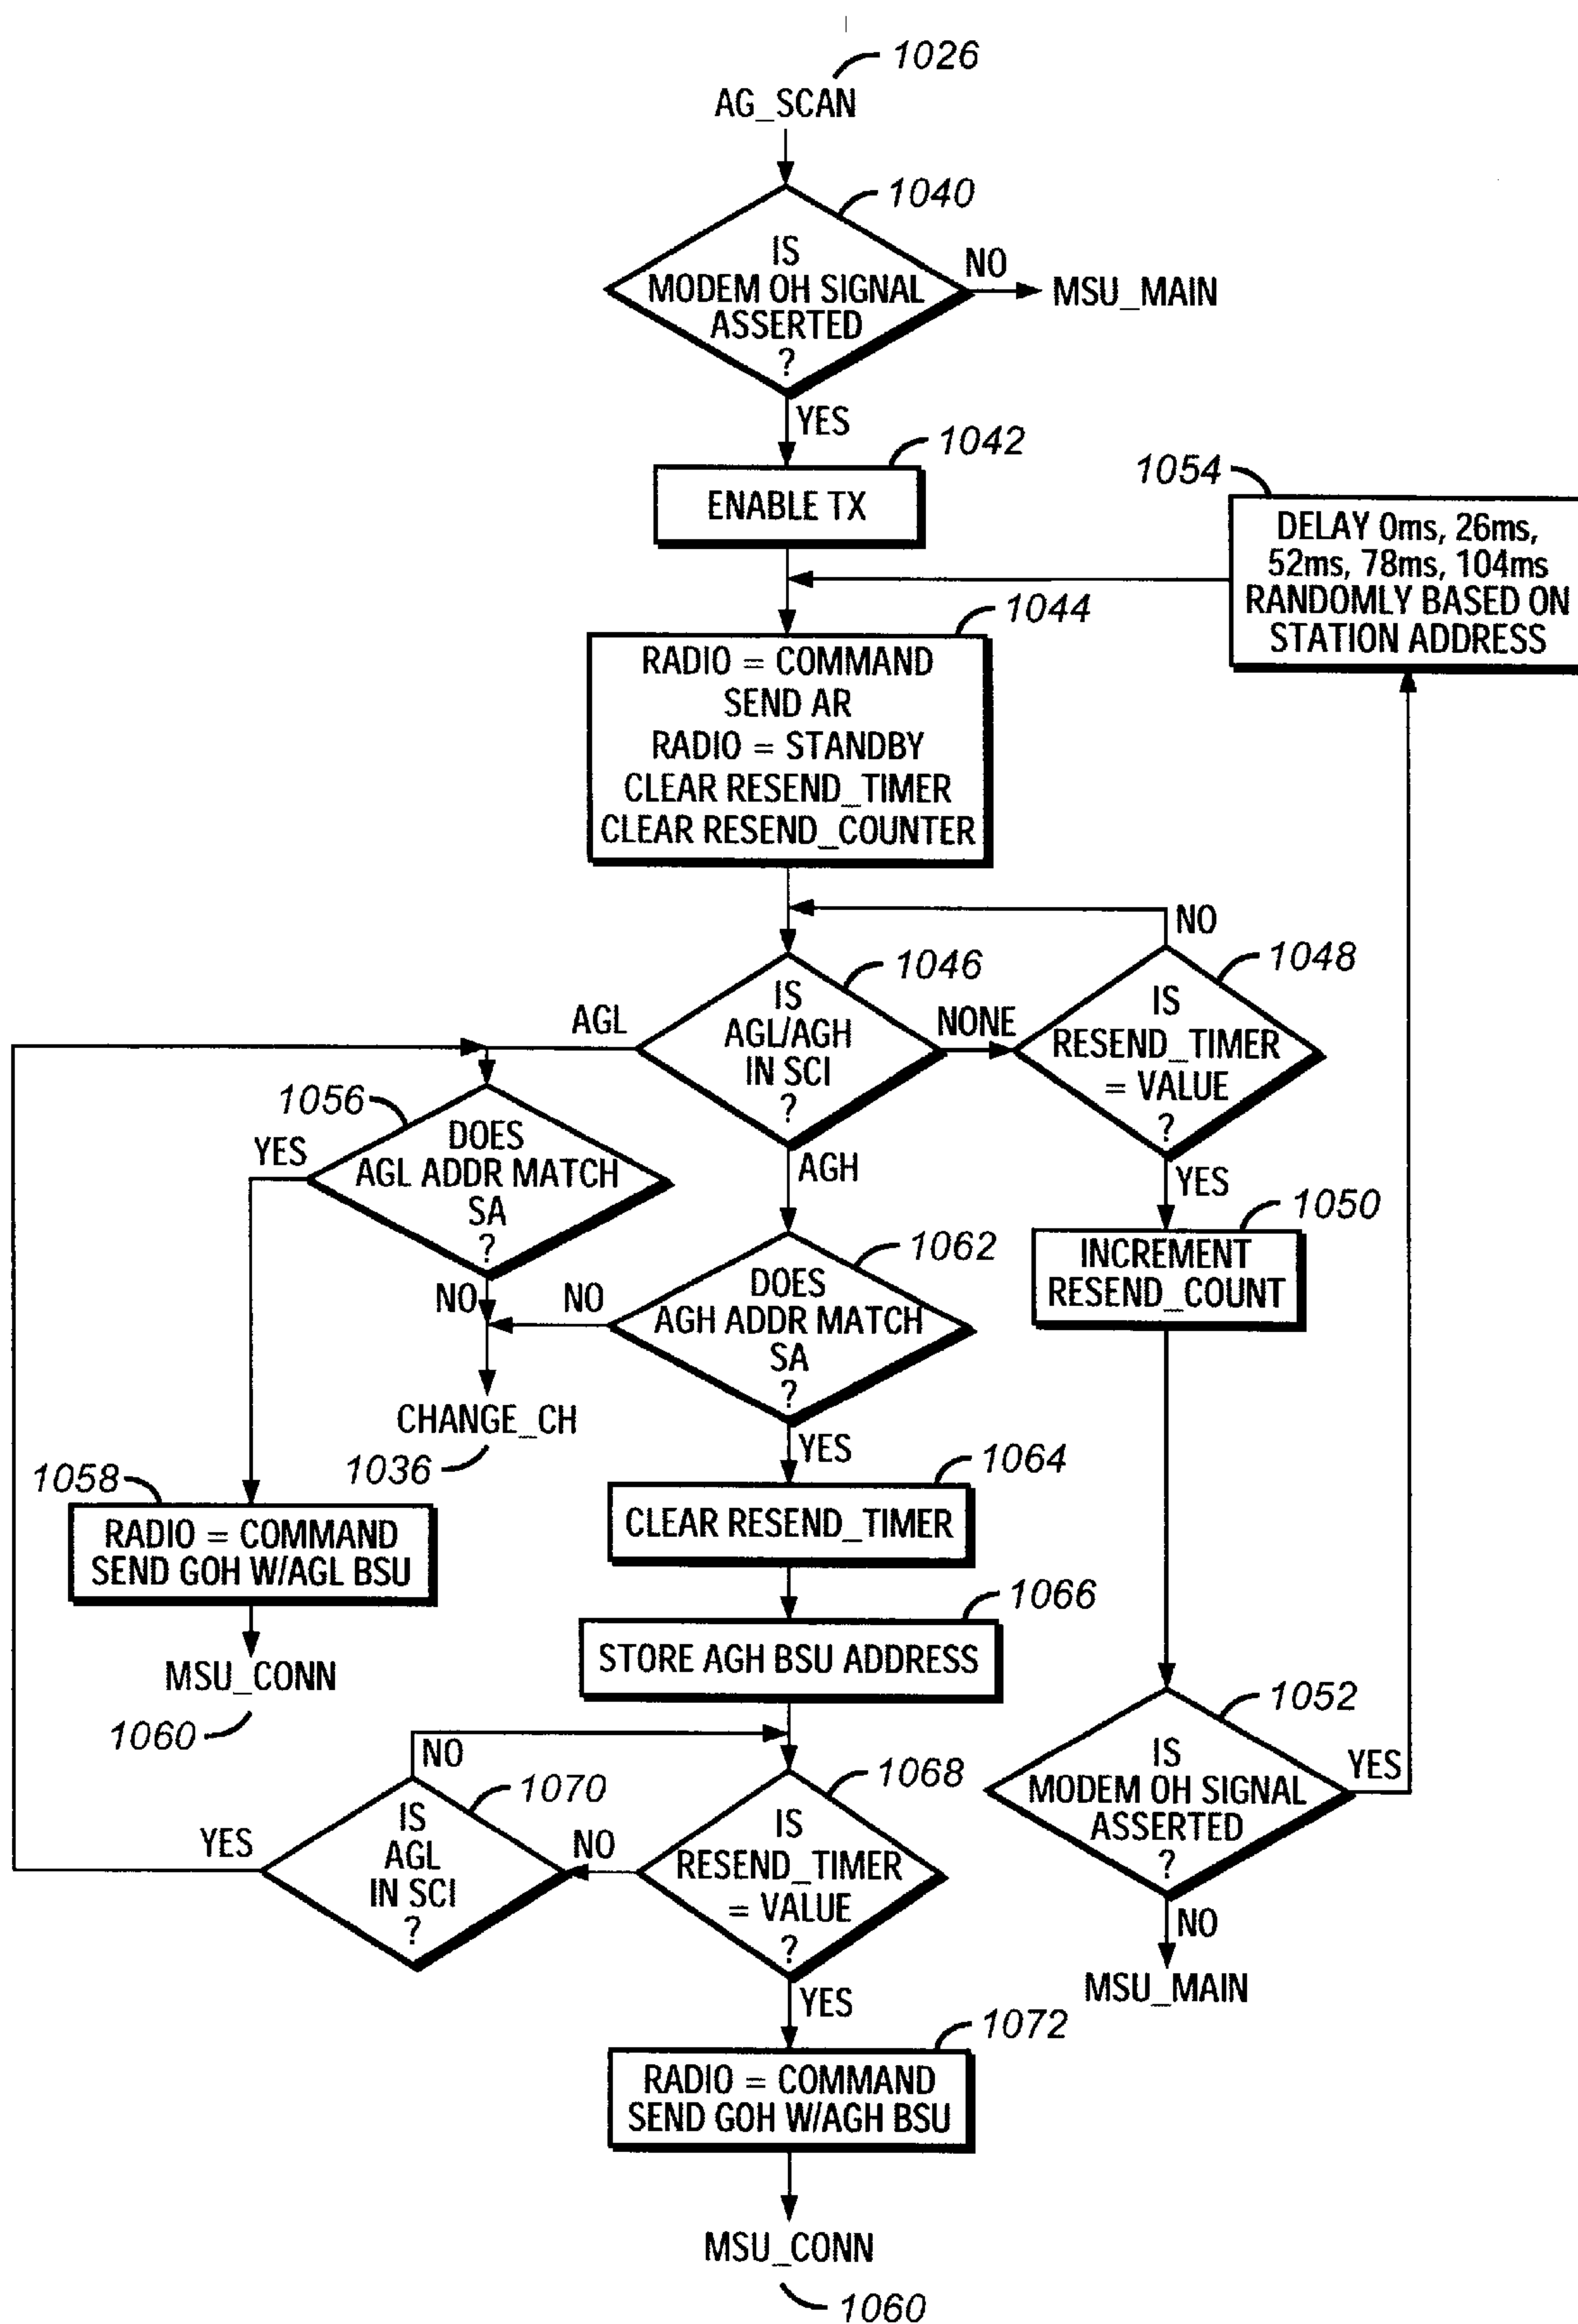 1026
AG_SCAN
1040
IS
MODEM OH SIGNAL
ASSERTED
?
NO
MSU_MAIN
YES
1042
ENABLE TX
1054
DELAY 0ms, 26ms,
52ms, 78ms, 104ms
RANDOMLY BASED ON
STATION ADDRESS
1044
RADIO = COMMAND
SEND AR
RADIO = STANDBY
CLEAR RESEND_TIMER
CLEAR RESEND_COUNTER
NO
1046
IS
AGL/AGH
IN SCI
?
AGL
NONE
1048
IS
RESEND_TIMER
= VALUE
?
1056
DOES
AGL ADDR MATCH
SA
?
YES
AGH
YES
1050
INCREMENT
RESEND_COUNT
1062
DOES
AGH ADDR MATCH
SA
?
NO
NO
CHANGE_CH
1036
YES
1064
CLEAR RESEND_TIMER
1058
RADIO = COMMAND
SEND GOH W/AGL BSU
1066
STORE AGH BSU ADDRESS
MSU_CONN
1060
1052
IS
MODEM OH SIGNAL
ASSERTED
?
YES
NO
1070
IS
AGL
IN SCI
?
YES
NO
1068
IS
RESEND_TIMER
= VALUE
?
NO
MSU_MAIN
YES
1072
RADIO = COMMAND
SEND GOH W/AGH BSU
MSU_CONN
1060